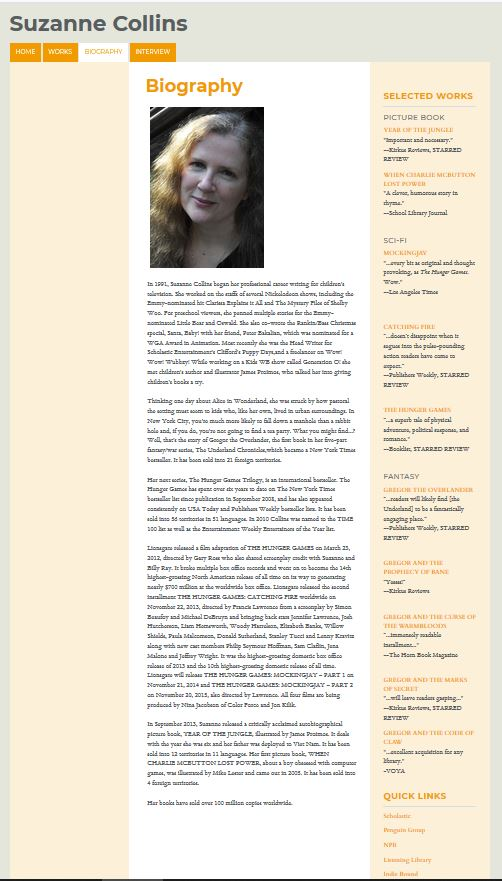 Suzanne Collins
HOME WORKS BIOGRAPHY INTERVIEW
Biography
In 1991, Suzanne Collins began her professional career writing for children's
television. She worked on the staffs of several Nickelodeon shows, including the
Emmy-nominated hit Clarissa Explains it All and The Mystery Files of Shelby
Woo. For preschool viewers, she penned multiple stories for the Emmy-
nominated Little Bear and Oswald. She also co-wrote the Rankin/Bass Christmas
special, Santa, Baby! with her friend, Peter Bakalian, which was nominated for a
WGA Award in Animation. Most recently she was the Head Writer for
Scholastic Entertainment's Clifford's Puppy Days,and a freelancer on Wow!
Wow! Wubbzy! While working on a Kids WB show called Generation O! she
met children's author and illustrator James Proimos, who talked her into giving
children's books a try.
Thinking one day about Alice in Wonderland, she was struck by how pastoral
the setting must seem to kids who, like her own, lived in urban surroundings. In
New York City, you're much more likely to fall down a manhole than a rabbit
hole and, if you do, you're not going to find a tea party. What you might find...?
Well, that's the story of Gregor the Overlander, the first book in her five-part
fantasy/war series, The Underland Chronicles,which became a New York Times
bestseller. It has been sold into 21 foreign territories.
Her next series, The Hunger Games Trilogy, is an international bestseller. The
Hunger Games has spent over six years to date on The New York Times
bestseller list since publication in September 2008, and has also appeared
consistently on USA Today and Publishers Weekly bestseller lists. It has been
sold into 56 territories in 51 languages. In 2010 Collins was named to the TIME
100 list as well as the Entertainment Weekly Entertainers of the Year list.
Lionsgate released a film adaptation of THE HUNGER GAMES on March 23,
2012, directed by Gary Ross who also shared screenplay credit with Suzanne and
Billy Ray. It broke multiple box office records and went on to become the 14th
highest-grossing North American release of all time on its way to generating
nearly $700 million at the worldwide box office. Lionsgate released the second
installment THE HUNGER GAMES: CATCHING FIRE worldwide on
November 22, 2013, directed by Francis Lawrence from a screenplay by Simon
Beaufoy and Michael DeBruyn and bringing back stars Jennifer Lawrence, Josh
Hutcherson, Liam Hemsworth, Woody Harrelson, Elizabeth Banks, Willow
Shields, Paula Malcomson, Donald Sutherland, Stanley Tucci and Lenny Kravitz
along with new cast members Philip Seymour Hoffman, Sam Claflin, Jena
Malone and Jeffrey Wright. It was the highest-grossing domestic box office
release of 2013 and the 10th highest-grossing domestic release of all time.
Lionsgate will release THE HUNGER GAMES: MOCKINGJAY – PART 1 on
November 21, 2014 and THE HUNGER GAMES: MOCKINGJAY – PART 2
on November 20, 2015, also directed by Lawrence. All four films are being
produced by Nina Jacobson of Color Force and Jon Kilik.
In September 2013, Suzanne released a critically acclaimed autobiographical
picture book, YEAR OF THE JUNGLE, illustrated by James Proimos. It deals
with the year she was six and her father was deployed to Viet Nam. It has been
sold into 12 territories in 11 languages. Her first picture book, WHEN
CHARLIE MCBUTTON LOST POWER, about a boy obsessed with computer
games, was illustrated by Mike Lester and came out in 2005. It has been sold into
4 foreign territories.
Her books have sold over 100 million copies worldwide.
SELECTED WORKS
PICTURE BOOK
YEAR OF THE JUNGLE
"Important and necessary."
—Kirkus Reviews, STARRED
REVIEW
WHEN CHARLIE MCBUTTON
LOST POWER
"A clever, humorous story in
rhyme."
—School Library Journal
SCI-FI
MOCKINGJAY
"...every bit as original and thought
provoking, as The Hunger Games.
Wow."
—Los Angeles Times
CATCHING FIRE
"...doesn't disappoint when it
segues into the pulse-pounding
action readers have come to
expect."
—Publishers Weekly, STARRED
REVIEW
THE HUNGER GAMES
"...a superb tale of physical
adventure, political suspense, and
romance."
—Booklist, STARRED REVIEW
FANTASY
GREGOR THE OVERLANDER
"...readers will likely find [the
Underland] to be a fantastically
engaging place."
—Publishers Weekly, STARRED
REVIEW
GREGOR AND THE
PROPHECY OF BANE
"Yesss!"
—Kirkus Reviews
GREGOR AND THE CURSE OF
THE WARMBLOODS
"...immensely readable
installment..."
—The Horn Book Magazine
GREGOR AND THE MARKS
OF SECRET
"...will leave readers gasping..."
—Kirkus Reviews, STARRED
REVIEW
GREGOR AND THE CODE OF
CLAW
"...excellent acquisition for any
library."
–VOYA
QUICK LINKS
Scholastic
Penguin Group
NPR
Listening Library
Indie Bound